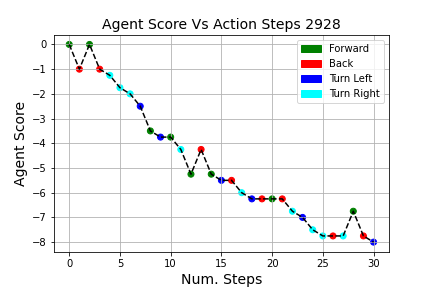 Agent Score Vs Action Steps 2928
Forward
Back
Turn Left
Turn Right
Agent Score
0
−1
−2
−3
−4
−5
−6
−7
−8
0 5 10 15 20 25 30
Num. Steps